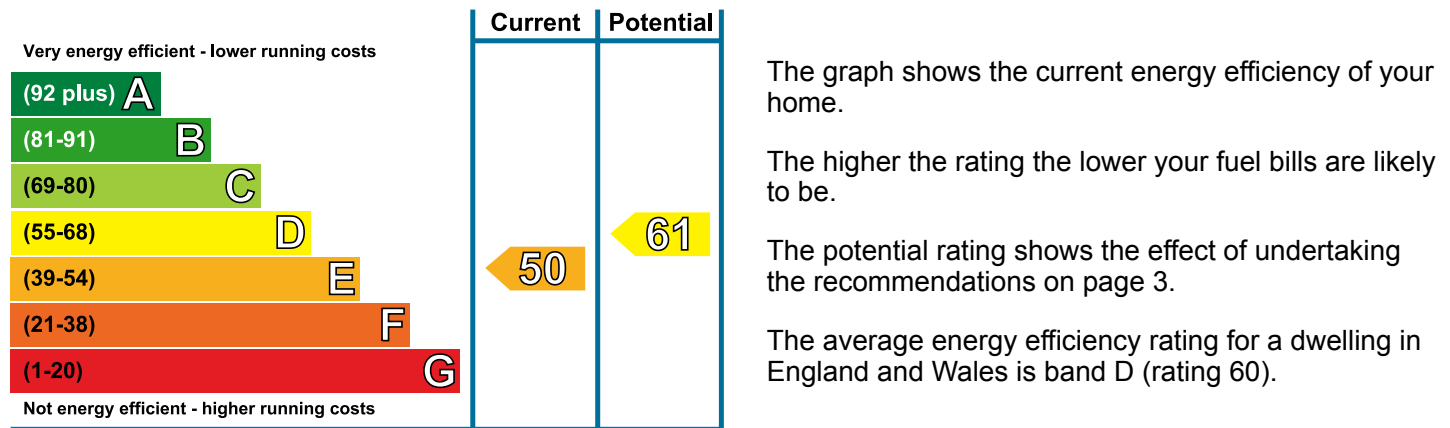 Current Potential
Very energy efficient - lower running costs
(92 plus) A
(81-91) B
(69-80) C
(55-68) D
(39-54) E
(21-38) F
(1-20) G
Not energy efficient - higher running costs
50
61
The graph shows the current energy efficiency of your
home.
The higher the rating the lower your fuel bills are likely
to be.
The potential rating shows the effect of undertaking
the recommendations on page 3.
The average energy efficiency rating for a dwelling in
England and Wales is band D (rating 60).